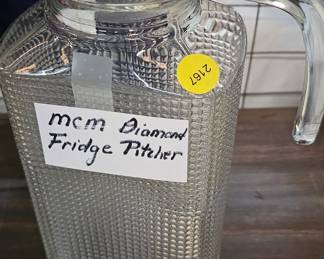 2167
mcm Diamond
Fridge Pitcher